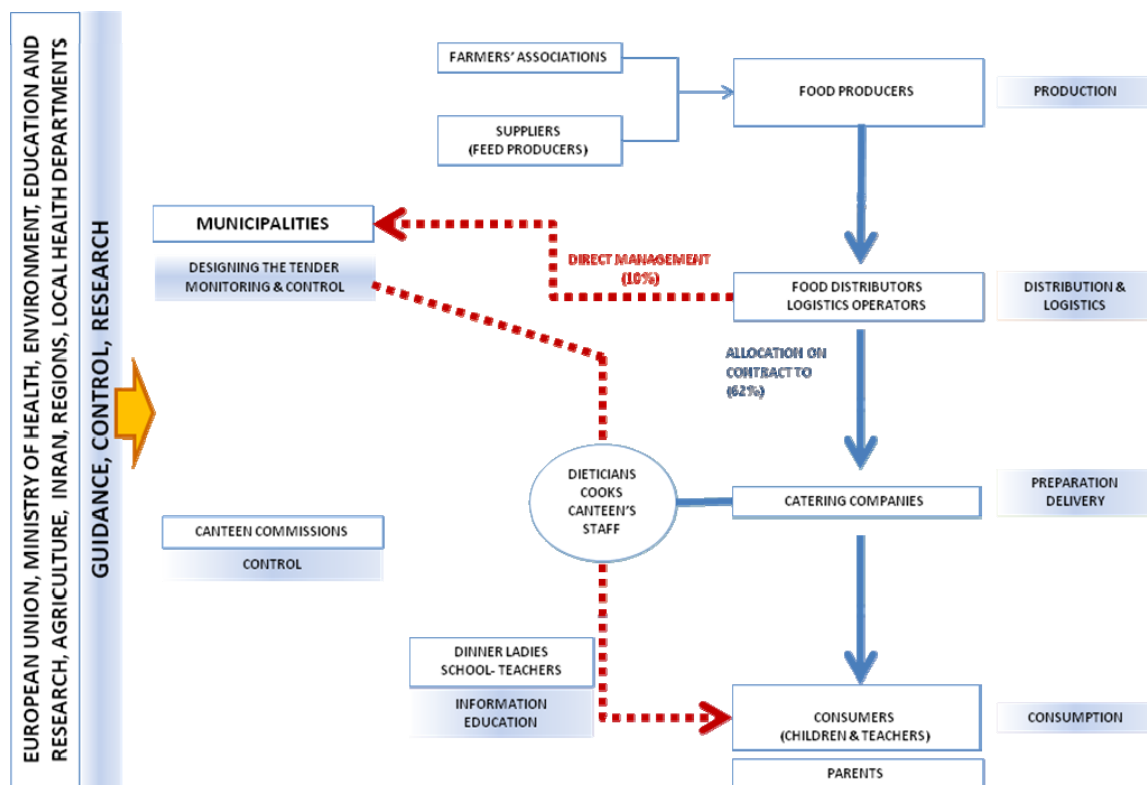 EUROPEAN UNION, MINISTRY OF HEALTH, ENVIRONMENT, EDUCATION AND
RESEARCH, AGRICULTURE, INRAN, REGIONS, LOCAL HEALTH DEPARTMENTS
GUIDANCE, CONTROL, RESEARCH
FARMERS' ASSOCIATIONS
SUPPLIERS
(FEED PRODUCERS)
FOOD PRODUCERS
PRODUCTION
MUNICIPALITIES
DESIGNING THE TENDER
MONITORING & CONTROL
DIRECT MANAGEMENT
(10%)
FOOD DISTRIBUTORS
LOGISTICS OPERATORS
DISTRIBUTION &
LOGISTICS
ALLOCATION ON
CONTRACT TO
(62%)
DIETICIANS
COOKS
CANTEEN'S
STAFF
CATERING COMPANIES
PREPARATION
DELIVERY
CANTEEN COMMISSIONS
CONTROL
DINNER LADIES
SCHOOL- TEACHERS
INFORMATION
EDUCATION
CONSUMERS
(CHILDREN & TEACHERS)
CONSUMPTION
PARENTS